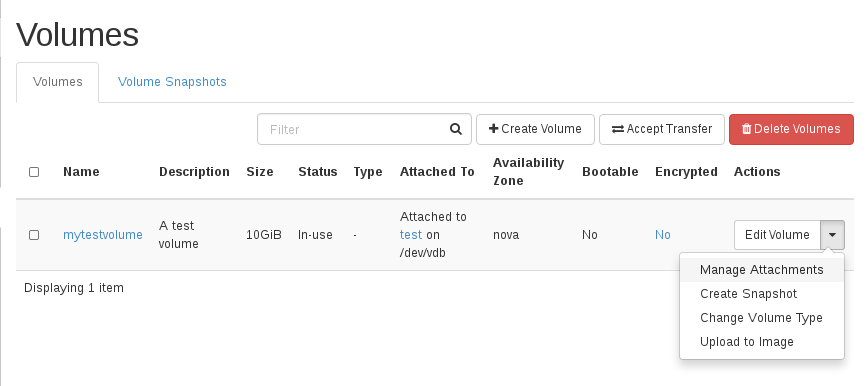 Volumes
Volumes Volume Snapshots
Filter Create Volume Accept Transfer Delete Volumes
Name Description Size Status Type Attached To Availability Zone Bootable Encrypted Actions
mytestvolume A test volume 10GiB In-use - Attached to test on /dev/vdb nova No No Edit Volume
Manage Attachments
Create Snapshot
Change Volume Type
Upload to Image
Displaying 1 item